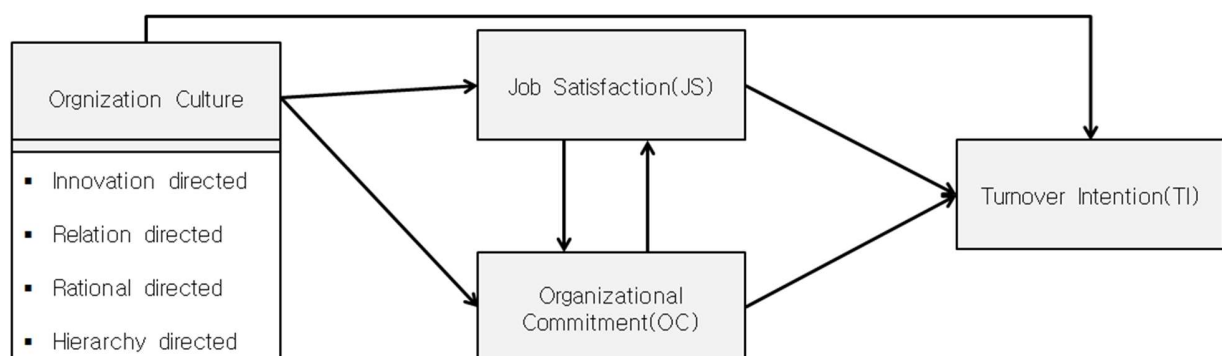 Orgnization Culture
▪ Innovation directed
▪ Relation directed
▪ Rational directed
▪ Hierarchy directed
Job Satisfaction(JS)
Organizational
Commitment(OC)
Turnover Intention(TI)